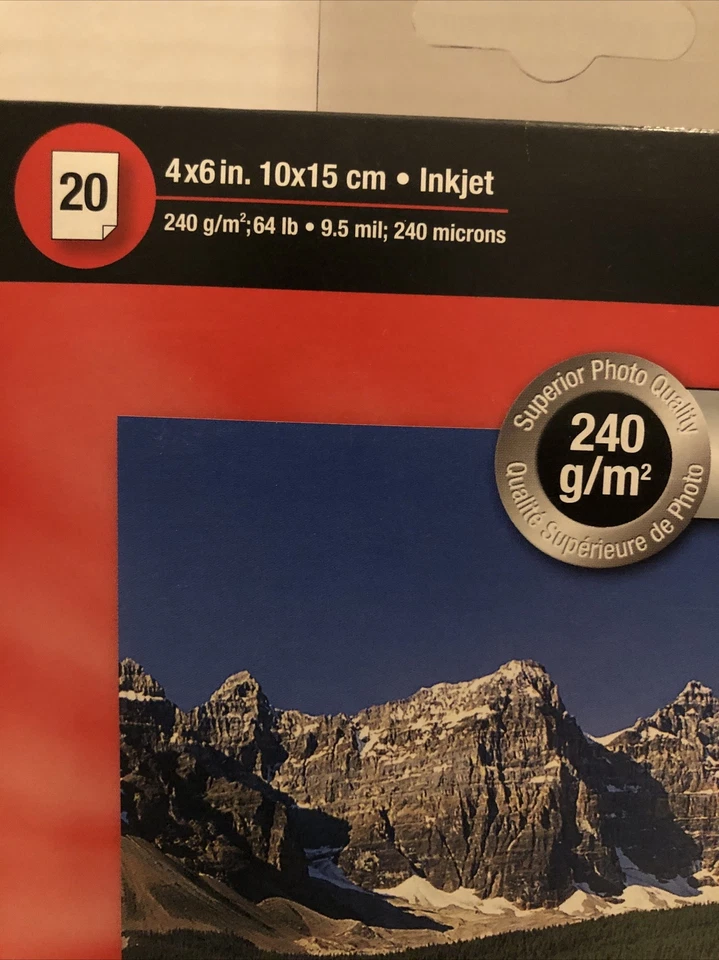 20
4x6 in. 10x15 cm • Inkjet
240 g/m²; 64 lb • 9.5 mil; 240 microns
Superior Photo Quality
240
g/m²
Qualité Supérieure de Photo